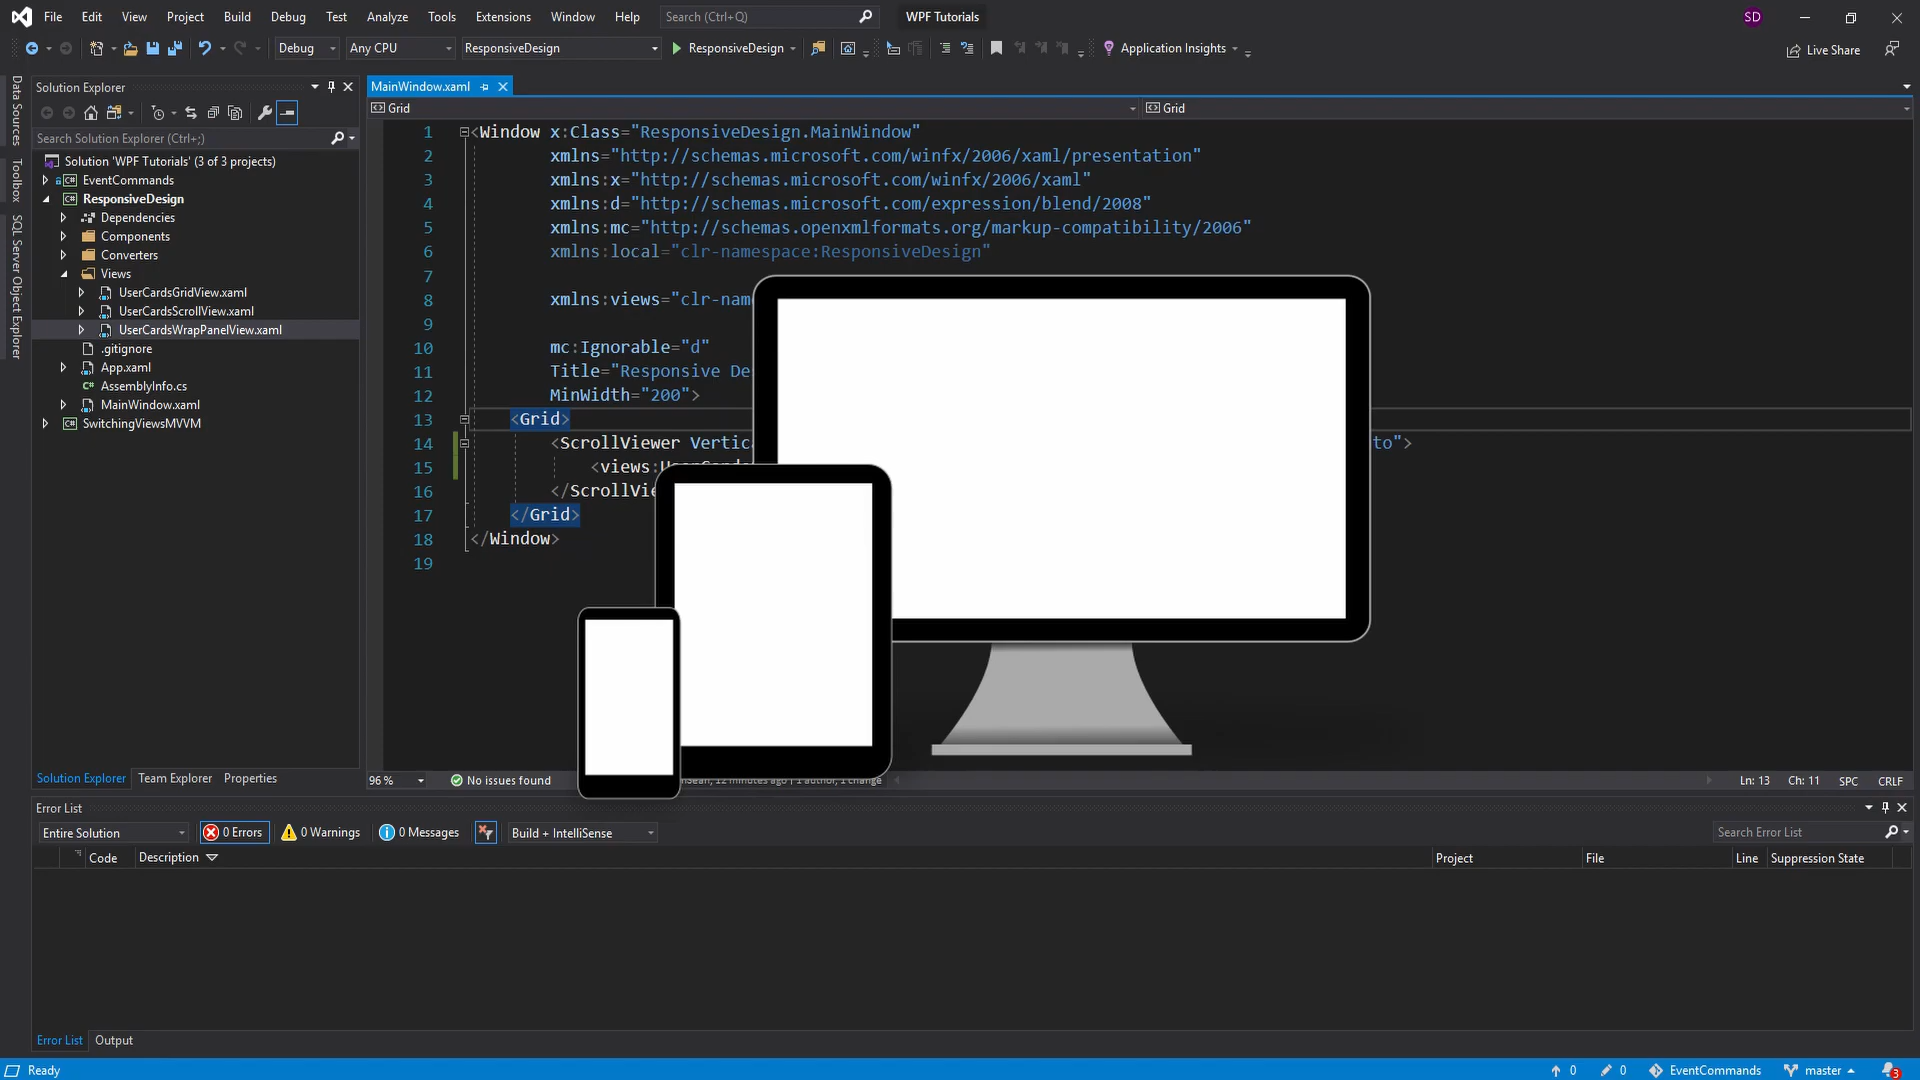 File Edit View Project Build Debug Test Analyze Tools Extensions Window Help Search (Ctrl+Q) WPF Tutorials SD
Debug Any CPU ResponsiveDesign ResponsiveDesign Application Insights Live Share
Data Sources
Toolbox
SQL Server Object Explorer
Solution Explorer
Search Solution Explorer (Ctrl+;)
Solution 'WPF Tutorials' (3 of 3 projects)
EventCommands
ResponsiveDesign
Dependencies
Components
Converters
Views
UserCardsGridView.xaml
UserCardsScrollView.xaml
UserCardsWrapPanelView.xaml
.gitignore
App.xaml
AssemblyInfo.cs
MainWindow.xaml
SwitchingViewsMVVM
Solution Explorer Team Explorer Properties
MainWindow.xaml
Grid Grid
1 <Window x:Class="ResponsiveDesign.MainWindow"
2 xmlns="http://schemas.microsoft.com/winfx/2006/xaml/presentation"
3 xmlns:x="http://schemas.microsoft.com/winfx/2006/xaml"
4 xmlns:d="http://schemas.microsoft.com/expression/blend/2008"
5 xmlns:mc="http://schemas.openxmlformats.org/markup-compatibility/2006"
6 xmlns:local="clr-namespace:ResponsiveDesign"
7
8 xmlns:views="clr-nam
9
10 mc:Ignorable="d"
11 Title="Responsive De
12 MinWidth="200">
13 <Grid>
14 <ScrollViewer Vertica to">
15 <views:
16 </ScrollVie
17 </Grid>
18 </Window>
19
96 % No issues found 12 minutes ago | 1 author, 1 change Ln: 13 Ch: 11 SPC CRLF
Error List
Entire Solution 0 Errors 0 Warnings 0 Messages Build + IntelliSense Search Error List
Code Description Project File Line Suppression State
Error List Output
Ready 0 0 EventCommands master 3